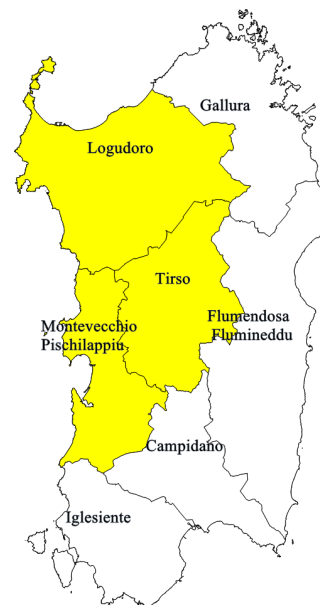 Gallura
Logudoro
Tirso
Flumendosa
Flumineddu
Montevecchio
Pischilappiu
Campidano
Iglesiente